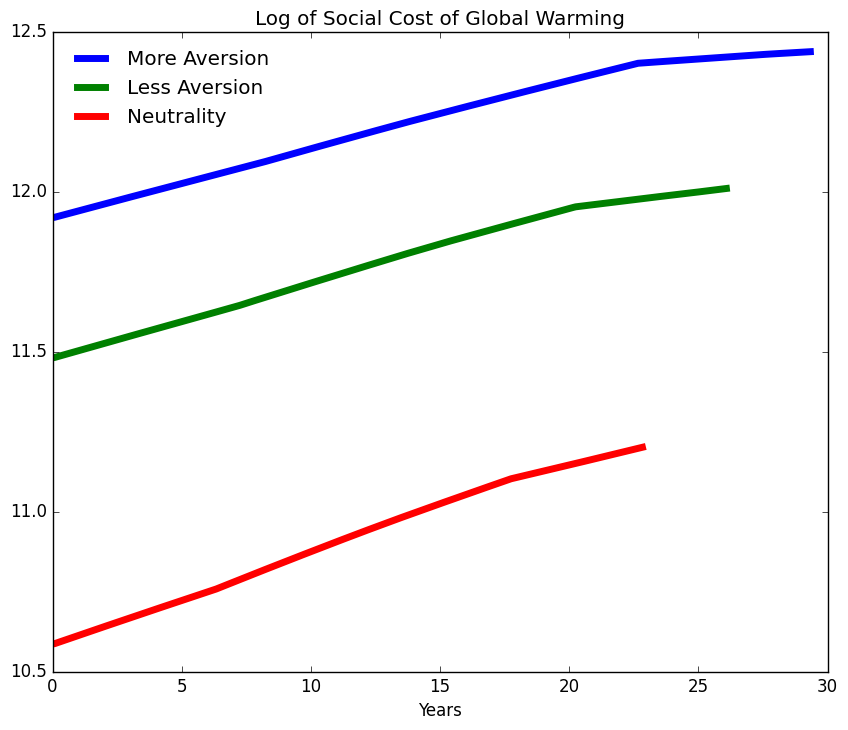 Log of Social Cost of Global Warming
12.5
More Aversion
Less Aversion
Neutrality
12.0
11.5
11.0
10.5
0 5 10 15 20 25 30
Years